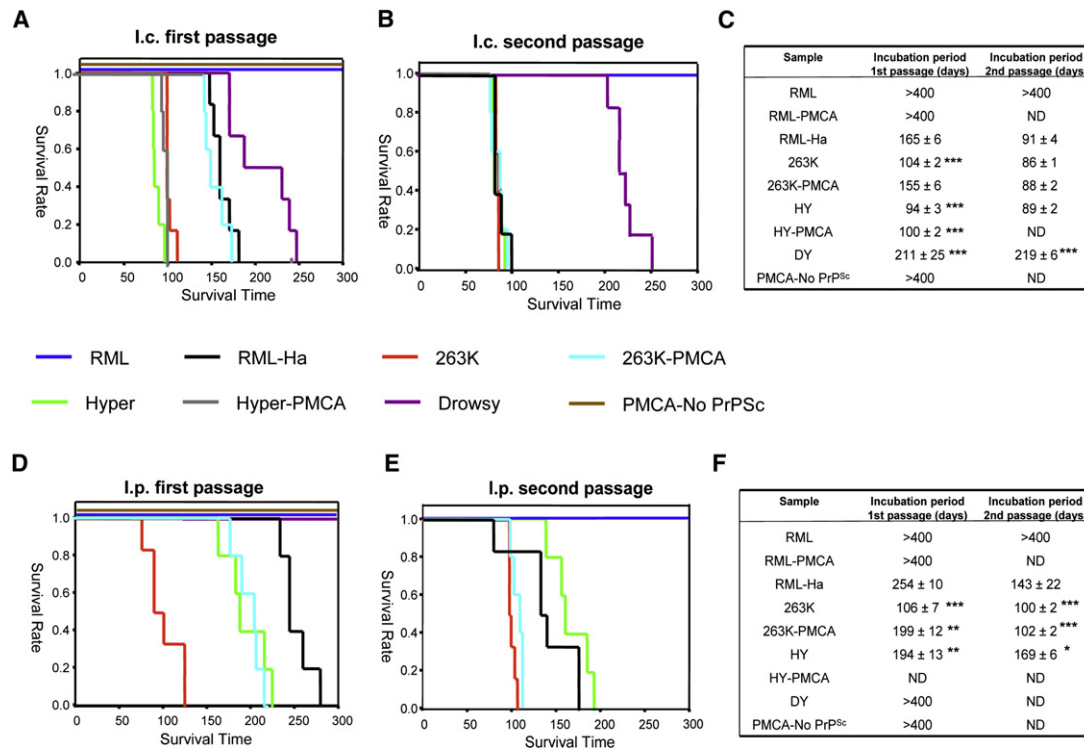 A
I.c. first passage
1.0
0.8
0.6
0.4
0.2
0.0
Survival Rate
0 50 100 150 200 250 300
Survival Time
B
I.c. second passage
1.0
0.8
0.6
0.4
0.2
0.0
Survival Rate
0 50 100 150 200 250 300
Survival Time
C
Sample Incubation period 1st passage (days) Incubation period 2nd passage (days)
RML >400 >400
RML-PMCA >400 ND
RML-Ha 165 ± 6 91 ± 4
263K 104 ± 2 *** 86 ± 1
263K-PMCA 155 ± 6 88 ± 2
HY 94 ± 3 *** 89 ± 2
HY-PMCA 100 ± 2 *** ND
DY 211 ± 25 *** 219 ± 6 ***
PMCA-No PrPSc >400 ND
RML RML-Ha 263K 263K-PMCA
Hyper Hyper-PMCA Drowsy PMCA-No PrPSc
D
I.p. first passage
1.0
0.8
0.6
0.4
0.2
0.0
Survival Rate
0 50 100 150 200 250 300
Survival Time
E
I.p. second passage
1.0
0.8
0.6
0.4
0.2
0.0
Survival Rate
0 50 100 150 200 250 300
Survival Time
F
Sample Incubation period 1st passage (days) Incubation period 2nd passage (days)
RML >400 >400
RML-PMCA >400 ND
RML-Ha 254 ± 10 143 ± 22
263K 106 ± 7 *** 100 ± 2 ***
263K-PMCA 199 ± 12 ** 102 ± 2 ***
HY 194 ± 13 ** 169 ± 6 *
HY-PMCA ND ND
DY >400 ND
PMCA-No PrPSc >400 ND